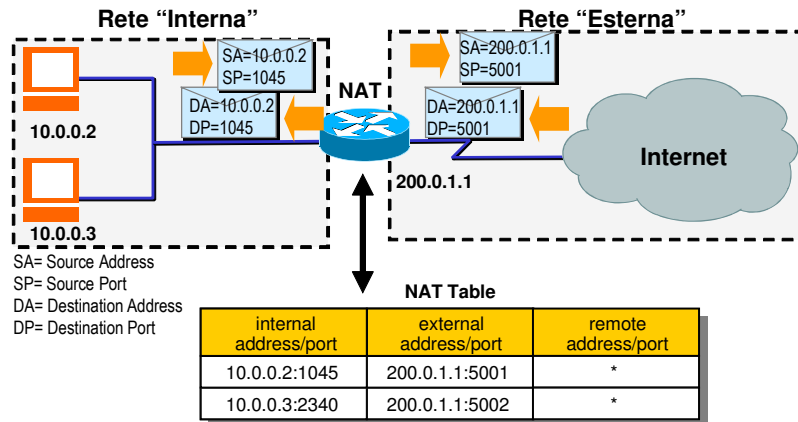 Rete “Interna”
Rete “Esterna”
SA=10.0.0.2
SP=1045
DA=10.0.0.2
DP=1045
NAT
SA=200.0.1.1
SP=5001
DA=200.0.1.1
DP=5001
10.0.0.2
10.0.0.3
200.0.1.1
Internet
SA= Source Address
SP= Source Port
DA= Destination Address
DP= Destination Port
NAT Table
internal
address/port
external
address/port
remote
address/port
10.0.0.2:1045
200.0.1.1:5001
*
10.0.0.3:2340
200.0.1.1:5002
*